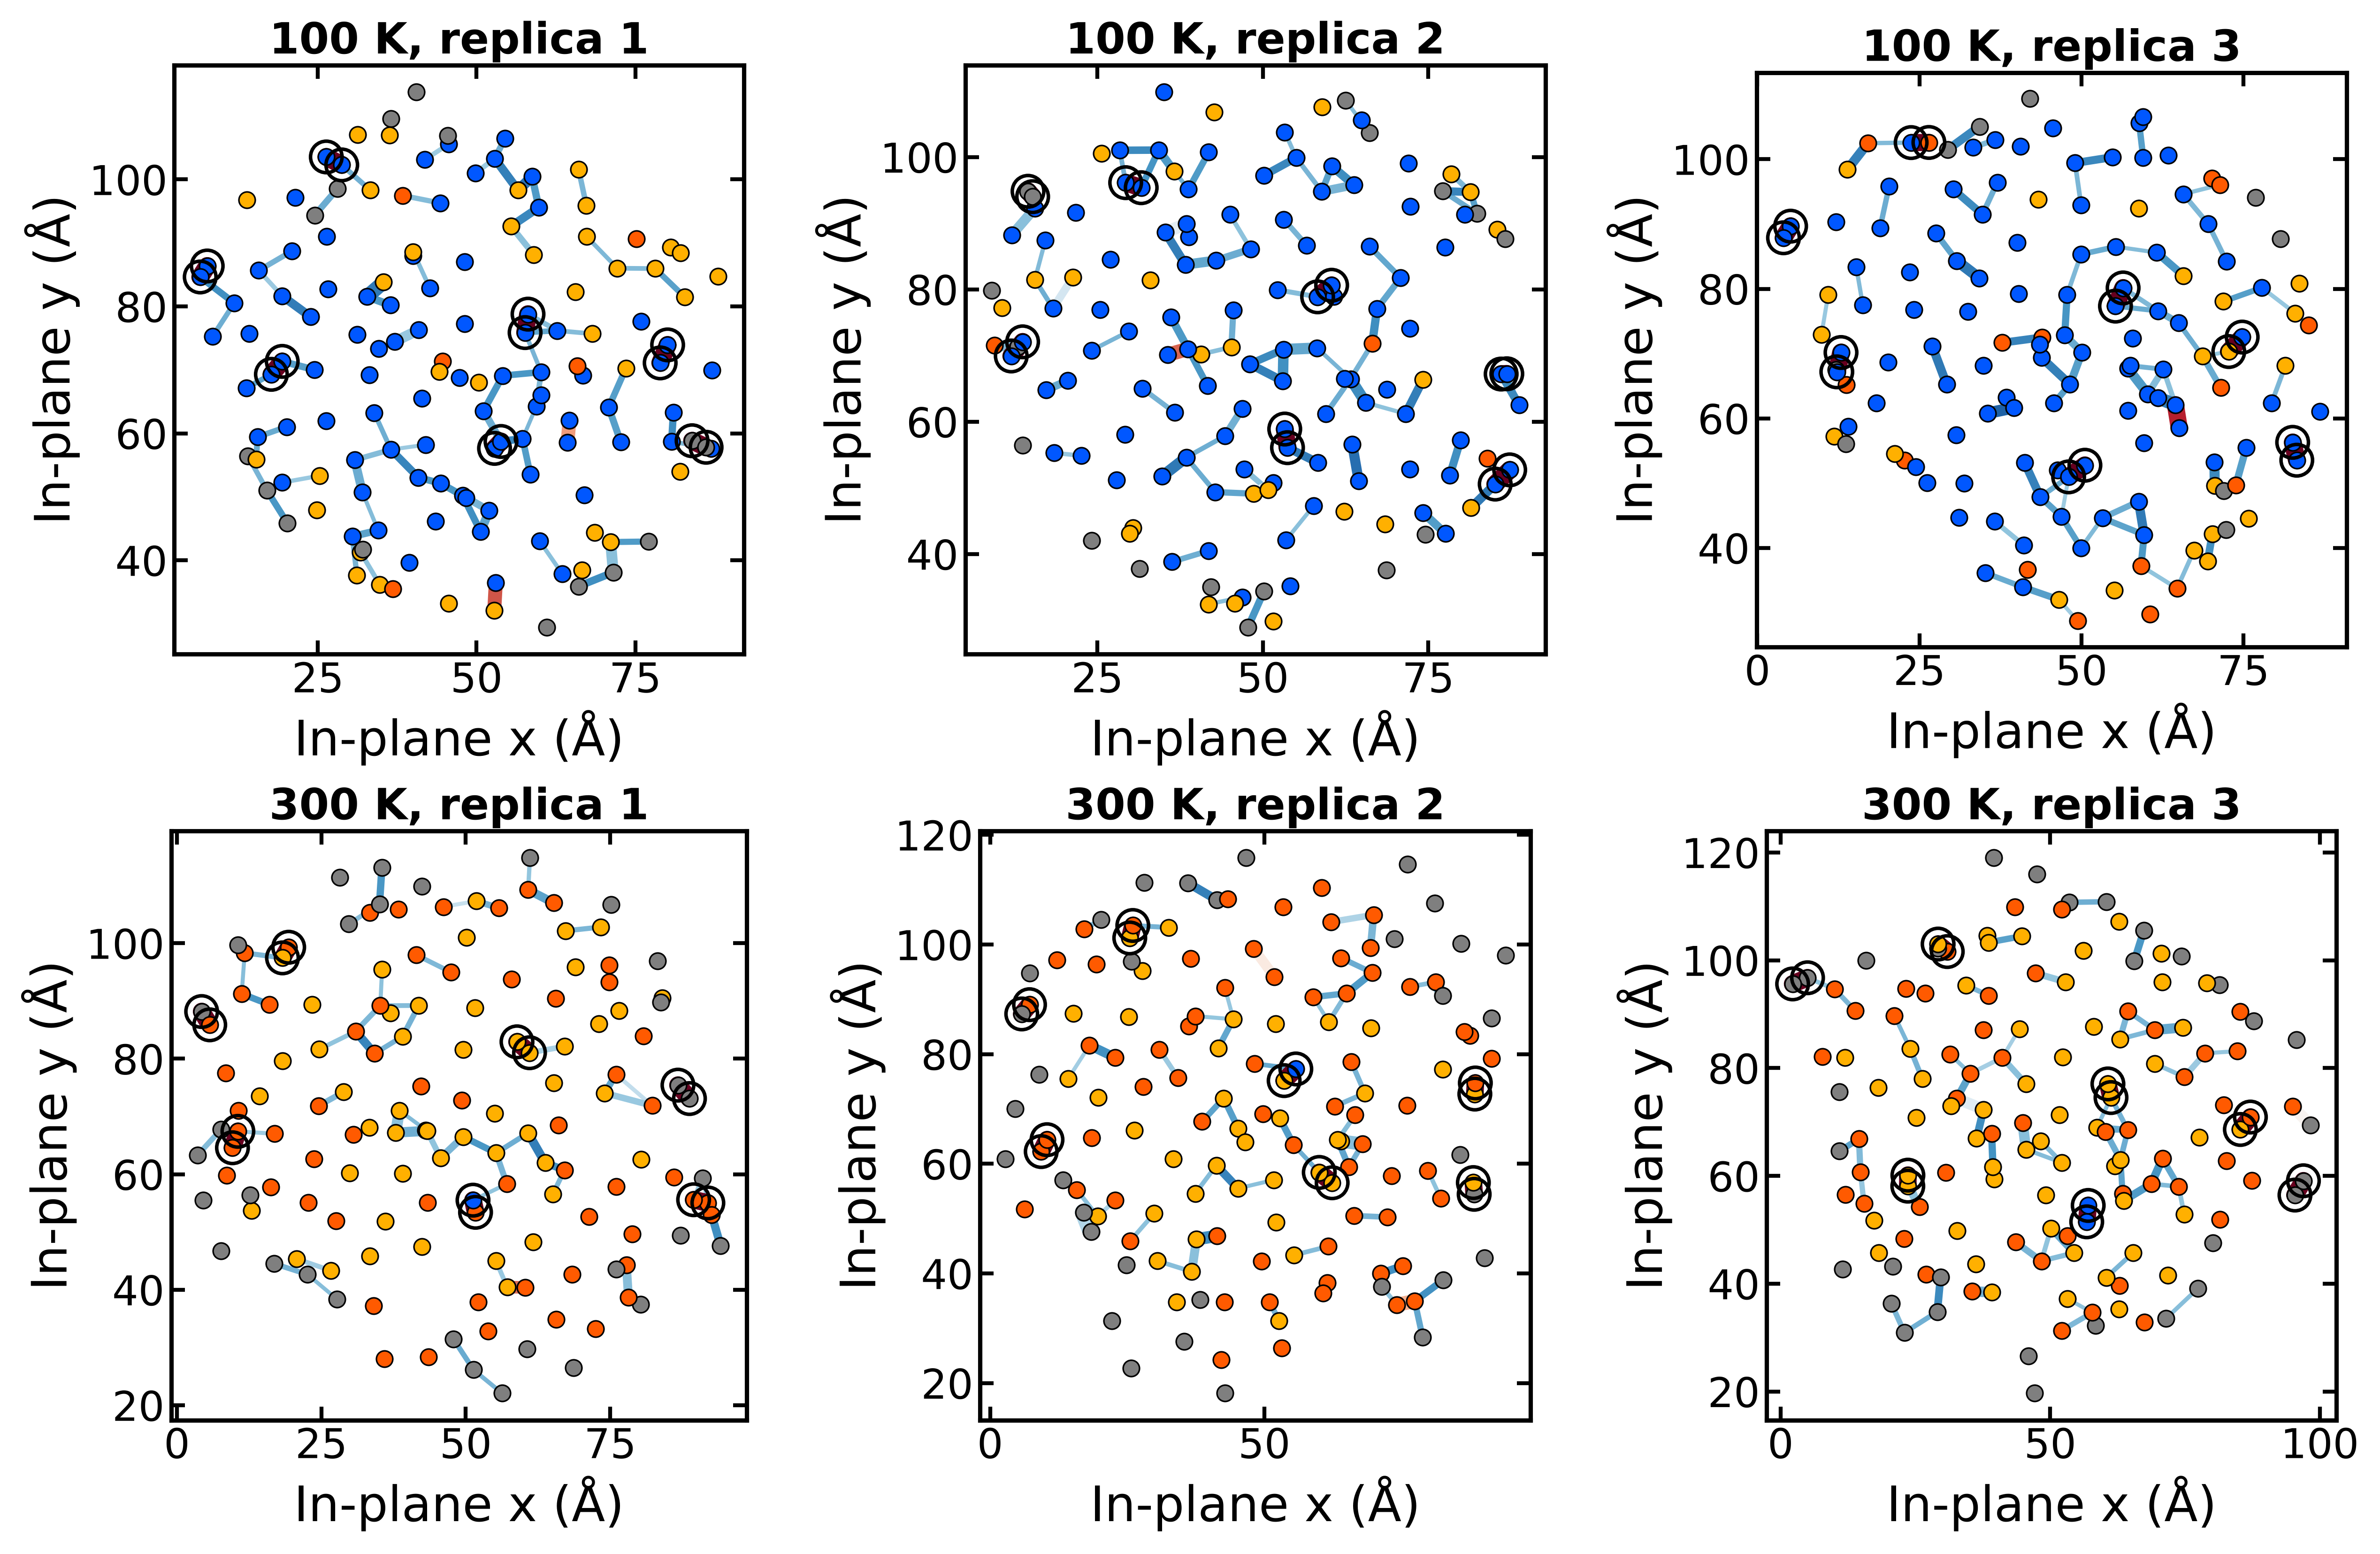 100 K, replica 1
100 K, replica 2
100 K, replica 3
In-plane y (Å)
100
80
60
40
25 50 75
In-plane x (Å)
In-plane y (Å)
100
80
60
40
25 50 75
In-plane x (Å)
In-plane y (Å)
100
80
60
40
0 25 50 75
In-plane x (Å)
300 K, replica 1
300 K, replica 2
300 K, replica 3
In-plane y (Å)
100
80
60
40
20
0 25 50 75
In-plane x (Å)
In-plane y (Å)
120
100
80
60
40
20
0 50
In-plane x (Å)
In-plane y (Å)
120
100
80
60
40
20
0 50 100
In-plane x (Å)